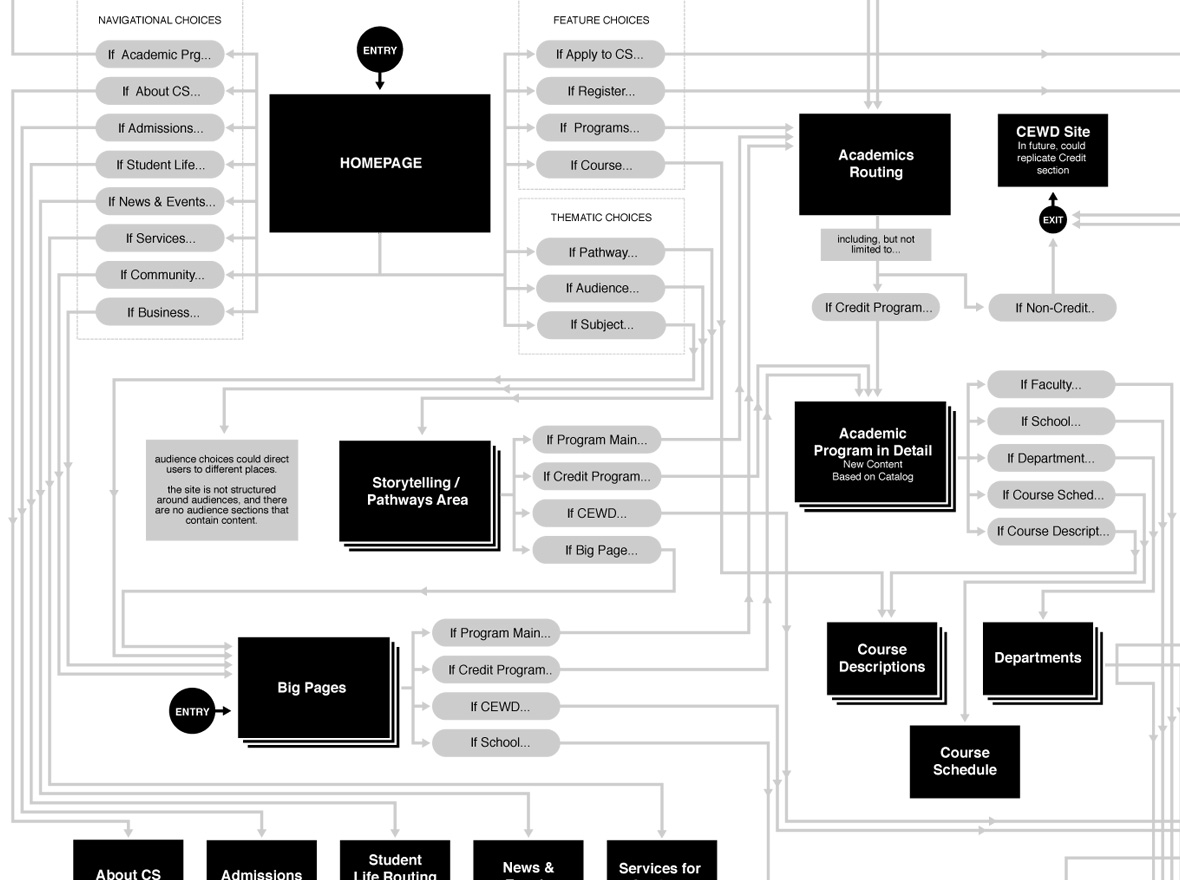 NAVIGATIONAL CHOICES
If  Academic Prg...
If  About CS...
If Admissions...
If Student Life...
If News & Events...
If Services...
If Community...
If Business...
ENTRY
HOMEPAGE
FEATURE CHOICES
If Apply to CS...
If Register...
If  Programs...
If Course...
THEMATIC CHOICES
If Pathway...
If Audience...
If Subject...
Academics
Routing
including, but not
limited to...
If Credit Program...
If Non-Credit..
CEWD Site
In future, could
replicate Credit
section
EXIT
audience choices could direct
users to different places.
the site is not structured
around audiences, and there
are no audience sections that
contain content.
Storytelling /
Pathways Area
If Program Main...
If Credit Program...
If CEWD...
If Big Page...
Academic
Program in Detail
New Content
Based on Catalog
If Faculty...
If School...
If Department...
If Course Sched...
If Course Descript...
ENTRY
Big Pages
If Program Main...
If Credit Program..
If CEWD...
If School...
Course
Descriptions
Departments
Course
Schedule
About CS
Admissions
Student
Life Routing
News &
Services for